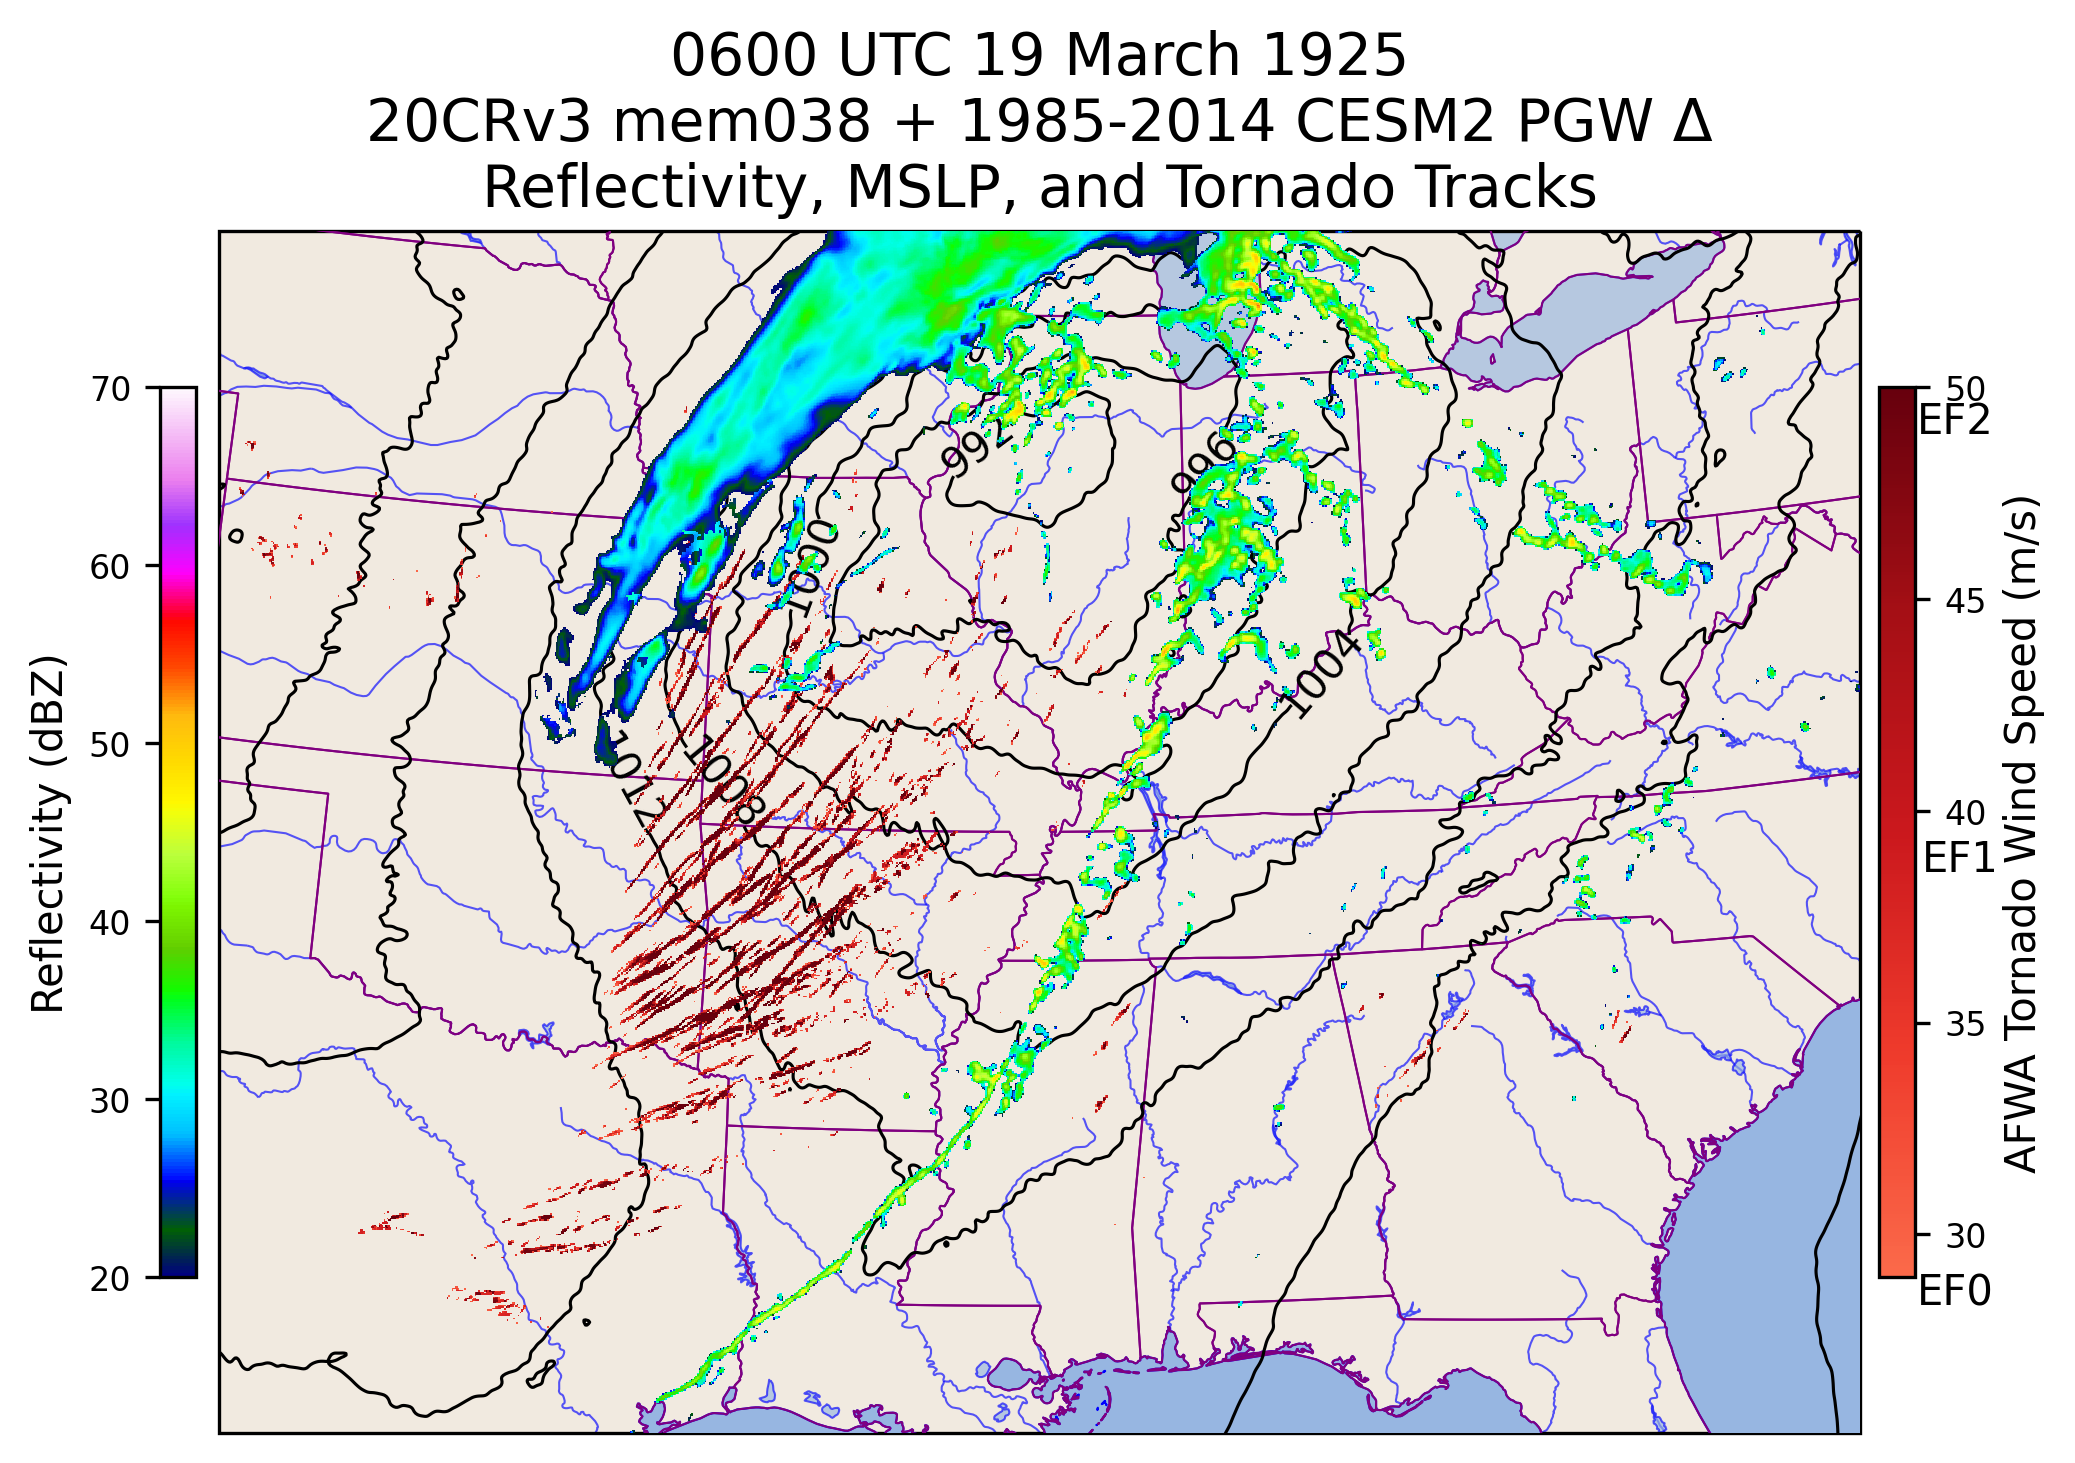 0600 UTC 19 March 1925
20CRv3 mem038 + 1985-2014 CESM2 PGW Δ
Reflectivity, MSLP, and Tornado Tracks
Reflectivity (dBZ)
70
60
50
40
30
20
992
996
1000
1004
1008
1012
50
EF2
45
40
EF1
35
30
EF0
AFWA Tornado Wind Speed (m/s)